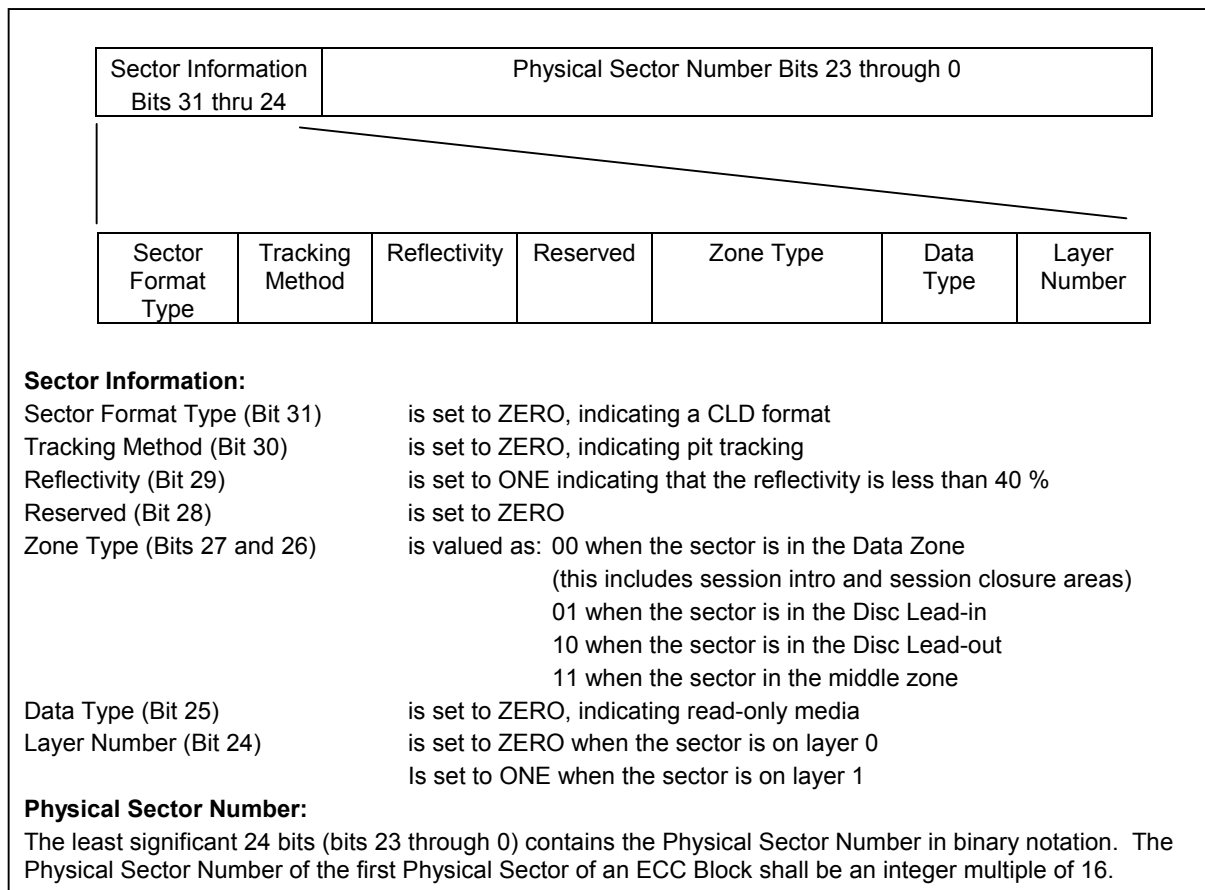 Sector Information
Bits 31 thru 24
Physical Sector Number Bits 23 through 0
Sector
Format
Type
Tracking
Method
Reflectivity
Reserved
Zone Type
Data
Type
Layer
Number
Sector Information:
Sector Format Type (Bit 31) is set to ZERO, indicating a CLD format
Tracking Method (Bit 30) is set to ZERO, indicating pit tracking
Reflectivity (Bit 29) is set to ONE indicating that the reflectivity is less than 40 %
Reserved (Bit 28) is set to ZERO
Zone Type (Bits 27 and 26) is valued as: 00 when the sector is in the Data Zone
(this includes session intro and session closure areas)
01 when the sector is in the Disc Lead-in
10 when the sector is in the Disc Lead-out
11 when the sector in the middle zone
Data Type (Bit 25) is set to ZERO, indicating read-only media
Layer Number (Bit 24) is set to ZERO when the sector is on layer 0
Is set to ONE when the sector is on layer 1
Physical Sector Number:
The least significant 24 bits (bits 23 through 0) contains the Physical Sector Number in binary notation. The
Physical Sector Number of the first Physical Sector of an ECC Block shall be an integer multiple of 16.